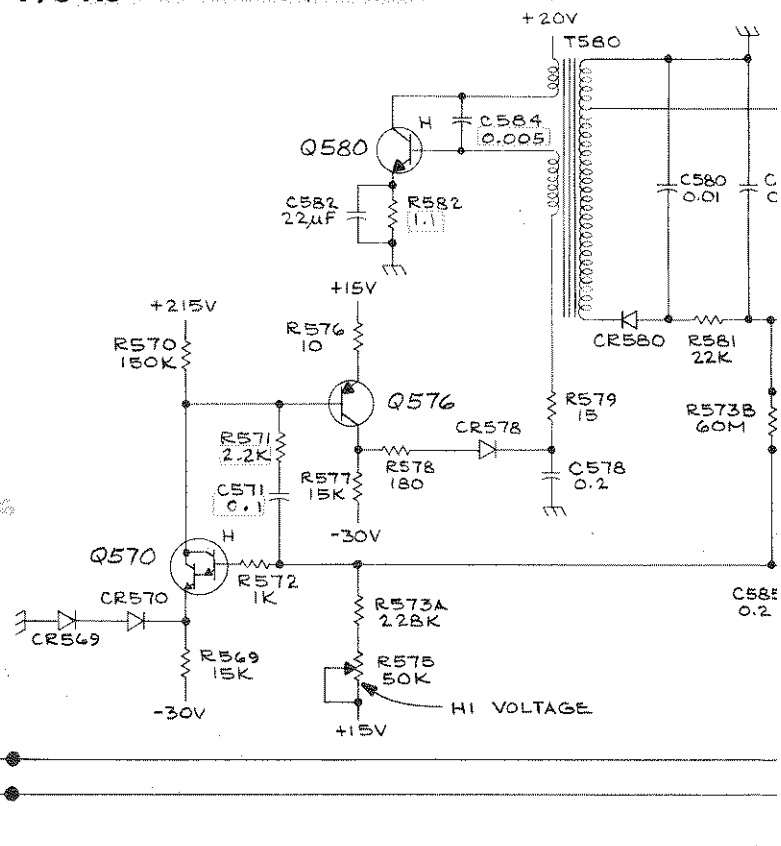 +20V
T580
H
C584
0.005
Q580
C582
22µF
R582
1.1
C580
0.01
C
+15V
+215V
R576
10
CR580
R581
22K
R570
150K
Q576
R579
15
R573B
60M
CR578
R571
2.2K
R578
180
C578
0.2
R577
15K
C571
0.1
-30V
H
Q570
R572
1K
CR570
CR569
R573A
228K
C585
0.2
R569
15K
R575
50K
-30V
HI VOLTAGE
+15V